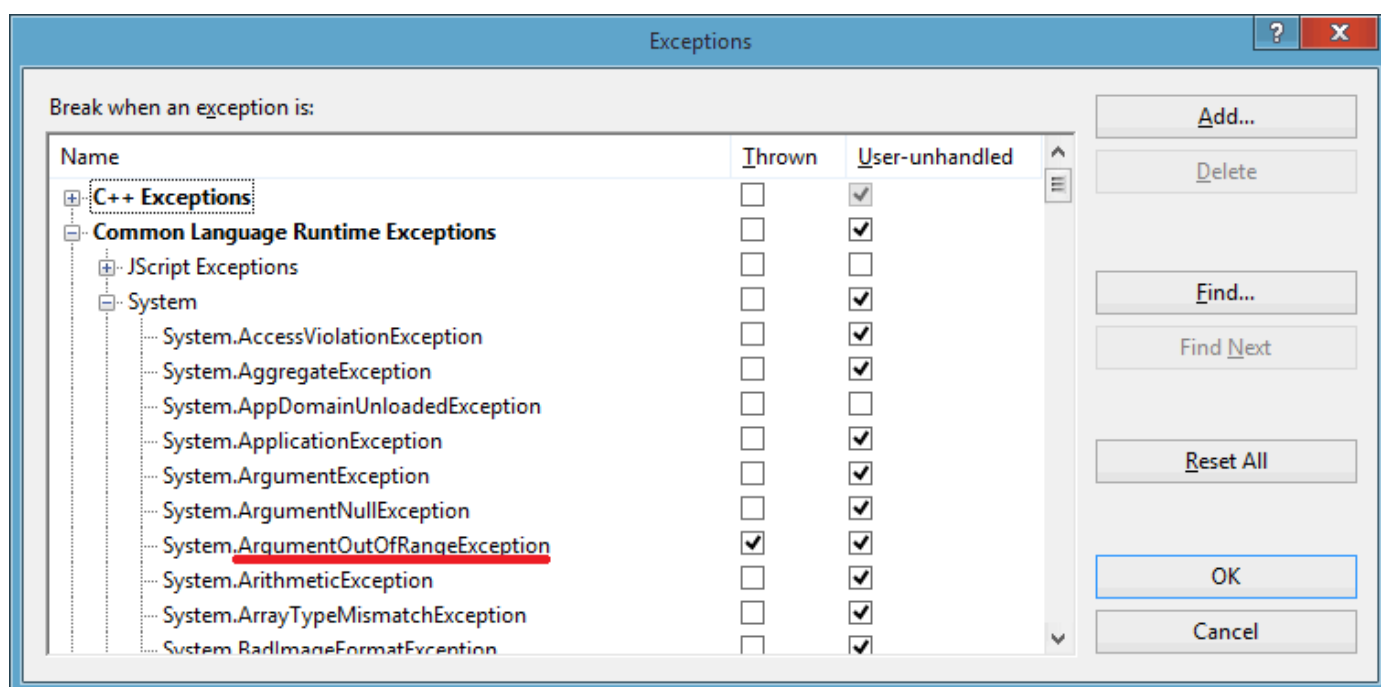 Exceptions
? x
Break when an exception is:
Add...
Name Thrown User-unhandled
Delete
C++ Exceptions
Common Language Runtime Exceptions
JScript Exceptions
System
Find...
System.AccessViolationException
Find Next
System.AggregateException
System.AppDomainUnloadedException
System.ApplicationException
Reset All
System.ArgumentException
System.ArgumentNullException
System.ArgumentOutOfRangeException
System.ArithmeticException
OK
System.ArrayTypeMismatchException
Cancel
System.BadImageFormatException